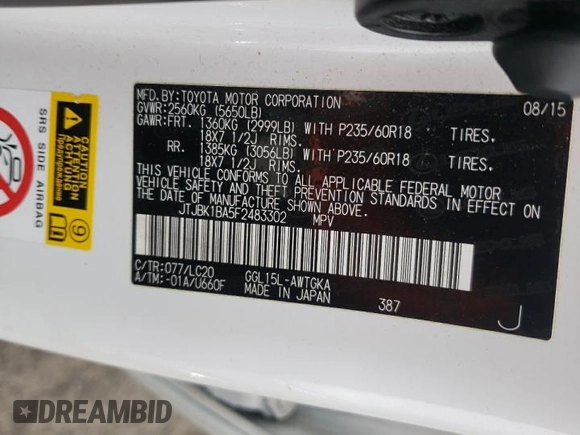 MFD.BY:TOYOTA MOTOR CORPORATION 08/15
GVWR:2560KG (5650LB)
GAWR:FRT. 1360KG (2999LB) WITH P235/60R18 TIRES.
18X7 1/2J RIMS.
RR. 1385KG (3056LB) WITH P235/60R18 TIRES.
18X7 1/2J RIMS.
THIS VEHICLE CONFORMS TO ALL APPLICABLE FEDERAL MOTOR
VEHICLE SAFETY AND THEFT PREVENTION STANDARDS IN EFFECT ON
THE DATE OF MANUFACTURE SHOWN ABOVE.
JTJBK1BA5F2483302 MPV
C/TR:077/LC20 GGL15L-AWTGKA
A/TM:-01A/U660F MADE IN JAPAN 387
J
SRS SIDE AIRBAG
ACHTUNG
9
DREAMBID